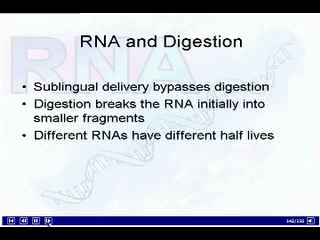 RNA and Digestion
RNA
• Sublingual delivery bypasses digestion
• Digestion breaks the RNA initially into
smaller fragments
• Different RNAs have different half lives